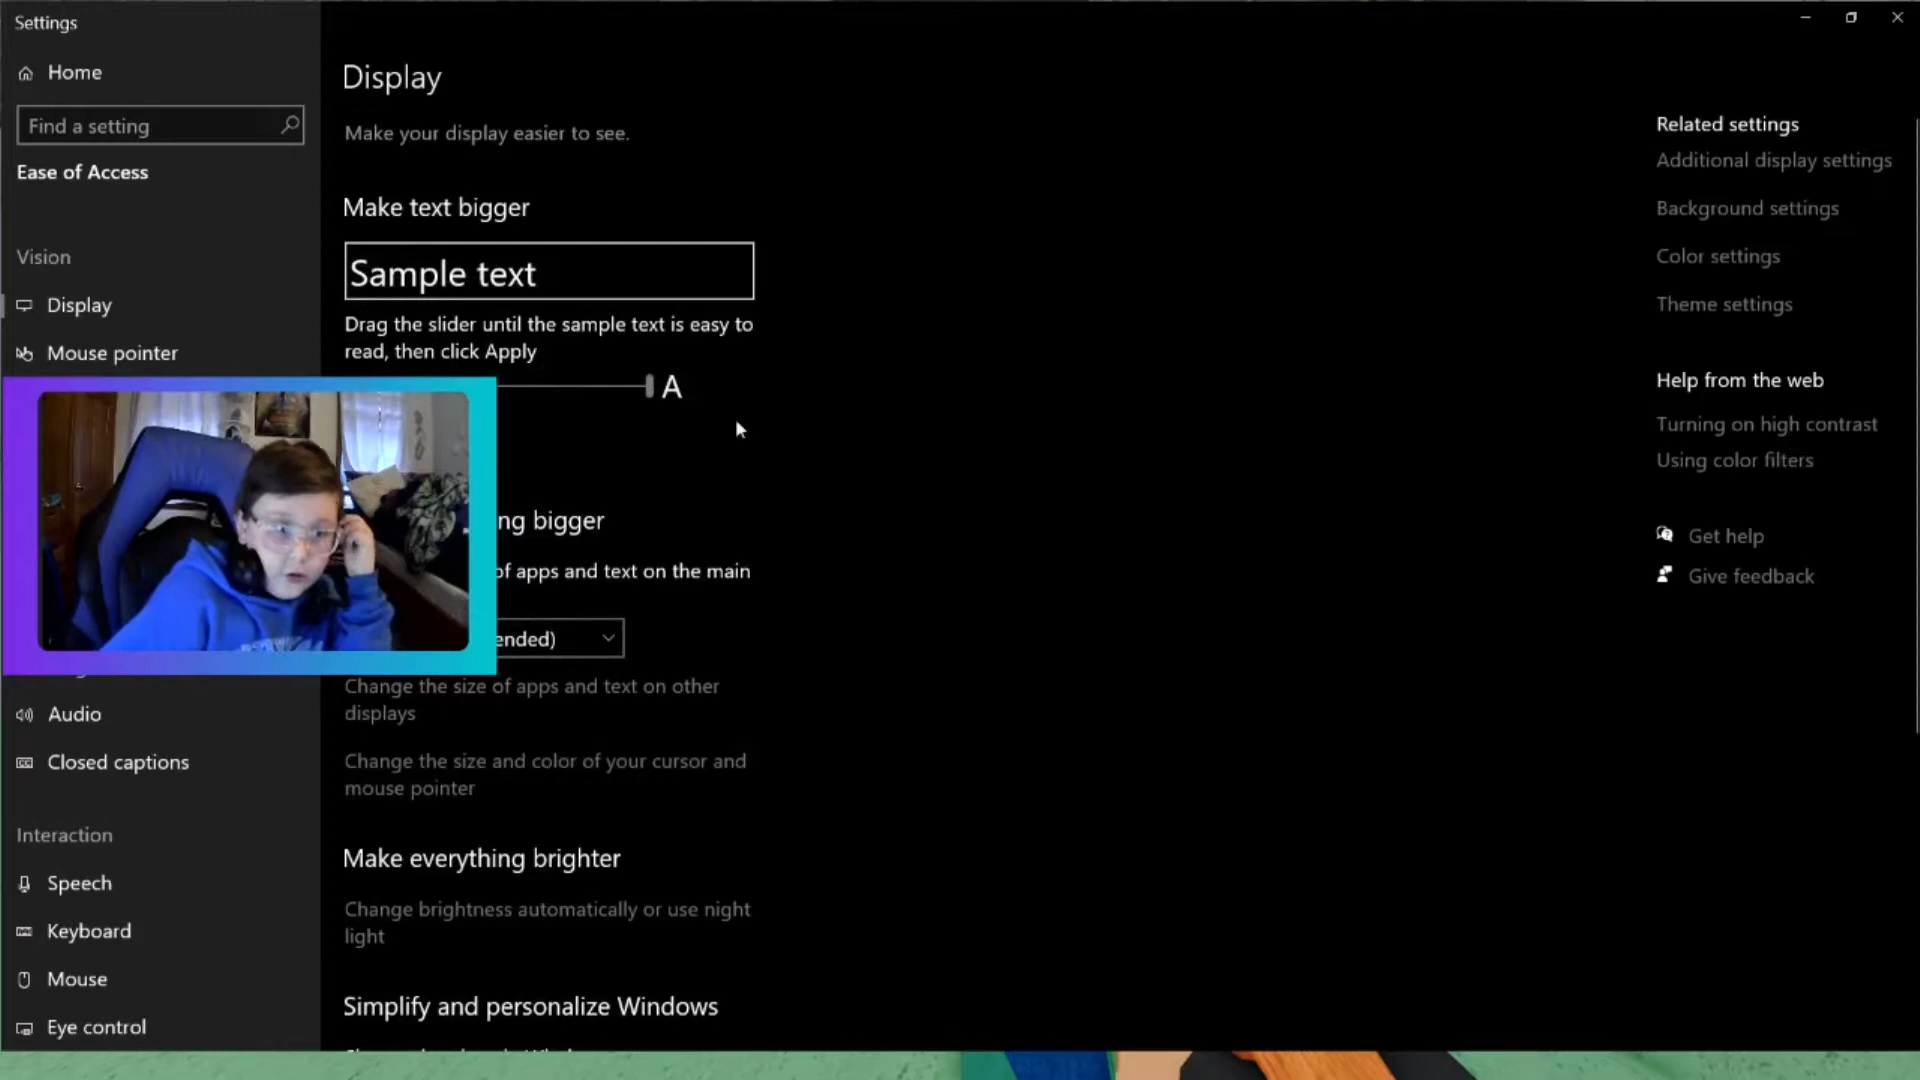 Settings
Home
Find a setting
Ease of Access
Vision
Display
Mouse pointer
Audio
Closed captions
Interaction
Speech
Keyboard
Mouse
Eye control
Display
Make your display easier to see.
Make text bigger
Sample text
Drag the slider until the sample text is easy to
read, then click Apply
A
ng bigger
of apps and text on the main
ended)
Change the size of apps and text on other
displays
Change the size and color of your cursor and
mouse pointer
Make everything brighter
Change brightness automatically or use night
light
Simplify and personalize Windows
Related settings
Additional display settings
Background settings
Color settings
Theme settings
Help from the web
Turning on high contrast
Using color filters
Get help
Give feedback